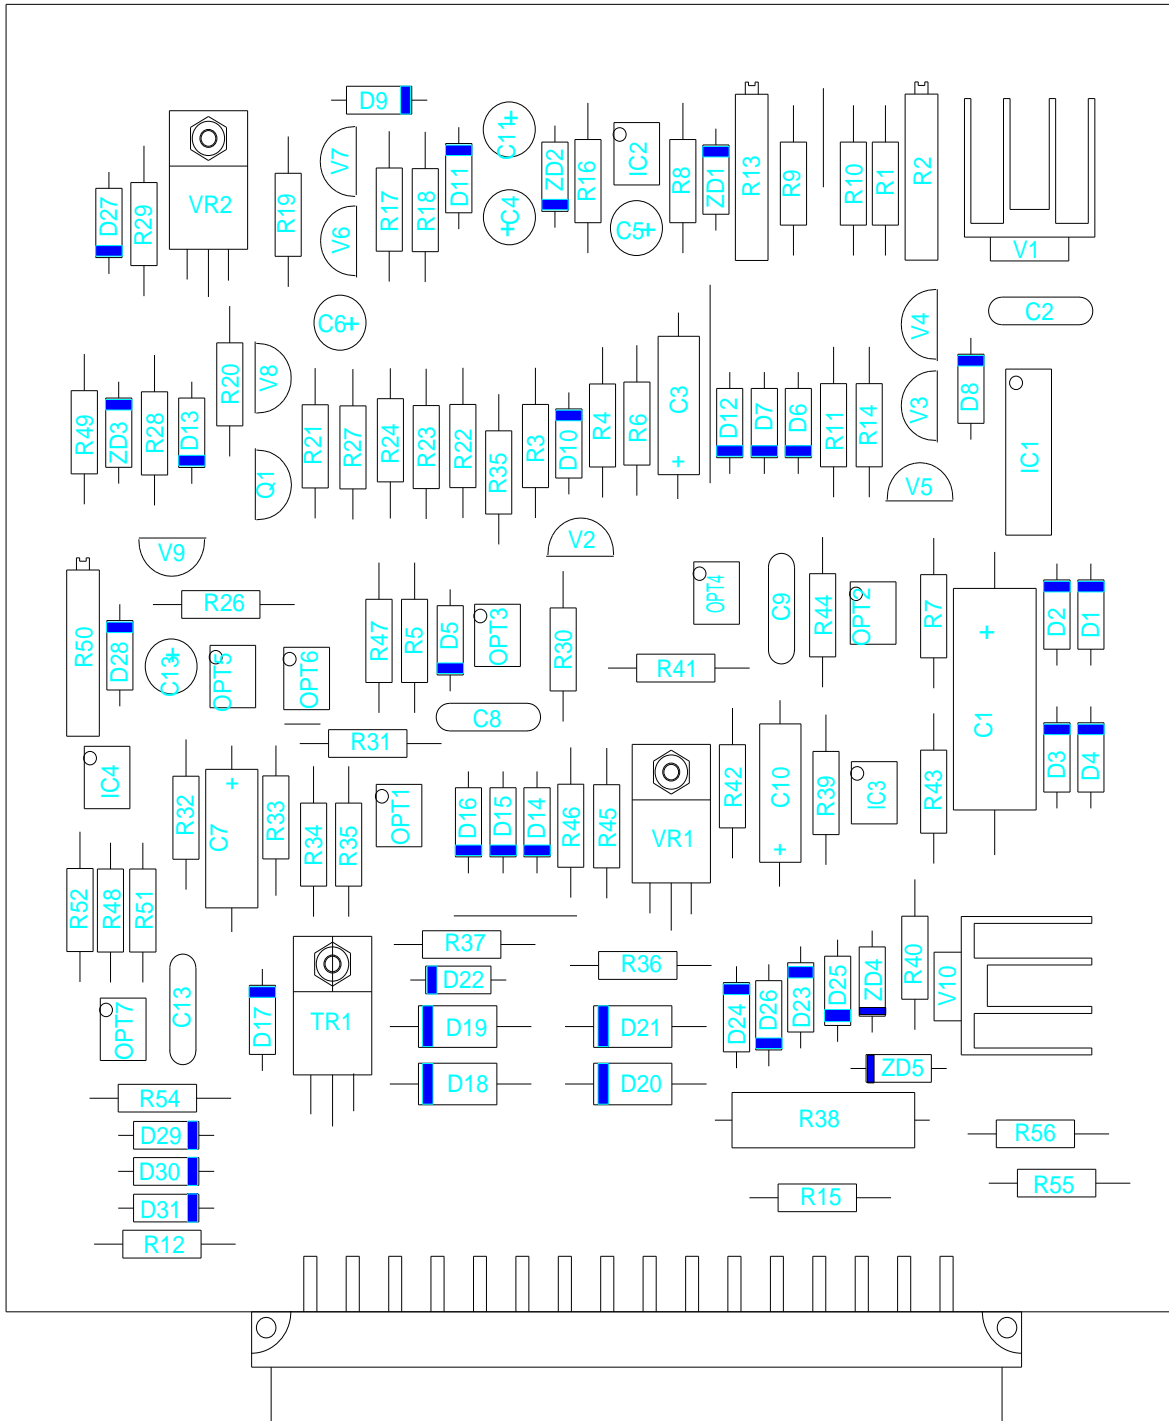 D9
C11
V7
D11
ZD2
R16
IC2
R8
ZD1
R13
R9
R10
R1
R2
VR2
D27
R29
R19
V6
R17
R18
C4
C5
V1
C6
+
V4
C2
R49
ZD3
R28
D13
R20
V8
Q1
R21
R27
R24
R23
R22
R35
R3
D10
R4
R6
C3
+
D12
D7
D6
R11
R14
V3
D8
V5
IC1
V9
V2
R50
D28
R26
C13
+
OPT5
OPT6
R47
R5
D5
OPT3
R30
R41
OPT4
C9
R44
OPT2
R7
C1
+
D2
D1
C8
R31
IC4
R32
C7
+
R33
R34
R35
OPT1
D16
D15
D14
R46
R45
VR1
R42
C10
+
R39
IC3
R43
D3
D4
R52
R48
R51
R37
R36
D22
OPT7
C13
D17
TR1
D19
D21
D24
D26
D23
D25
ZD4
R40
V10
D18
D20
ZD5
R54
R38
D29
R56
D30
R55
D31
R15
R12